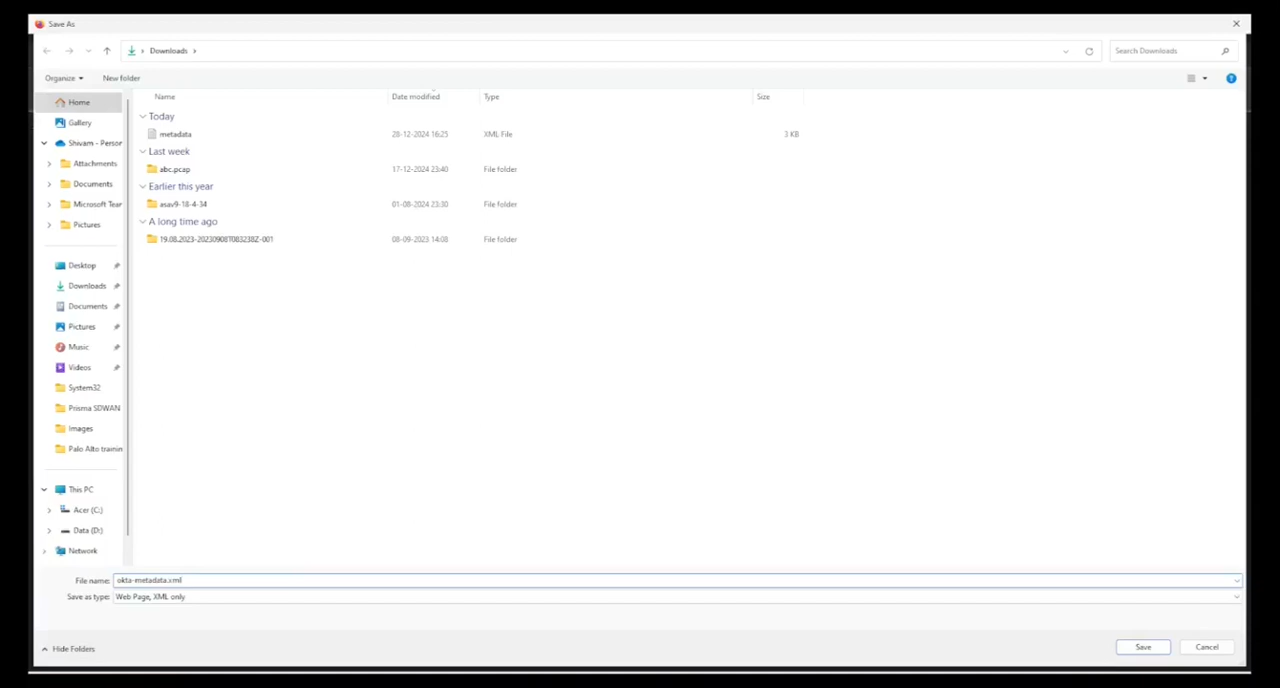 Save As
Downloads
Search Downloads
Organize
New folder
Name
Date modified
Type
Size
Home
Gallery
Shivam - Person
Attachments
Documents
Microsoft Tear
Pictures
Desktop
Downloads
Documents
Pictures
Music
Videos
System32
Prisma SDWAN
Images
Palo Alto trainin
This PC
Acer (C:)
Data (D:)
Network
Today
metadata 28-12-2024 16:25 XML File 3 KB
Last week
abc.pcap 17-12-2024 23:40 File folder
Earlier this year
asav9-18-4-34 01-08-2024 23:30 File folder
A long time ago
19.08.2023-20230908T083238Z-001 08-09-2023 14:08 File folder
File name: okta-metadata.xml
Save as type: Web Page, XML only
Hide Folders
Save
Cancel